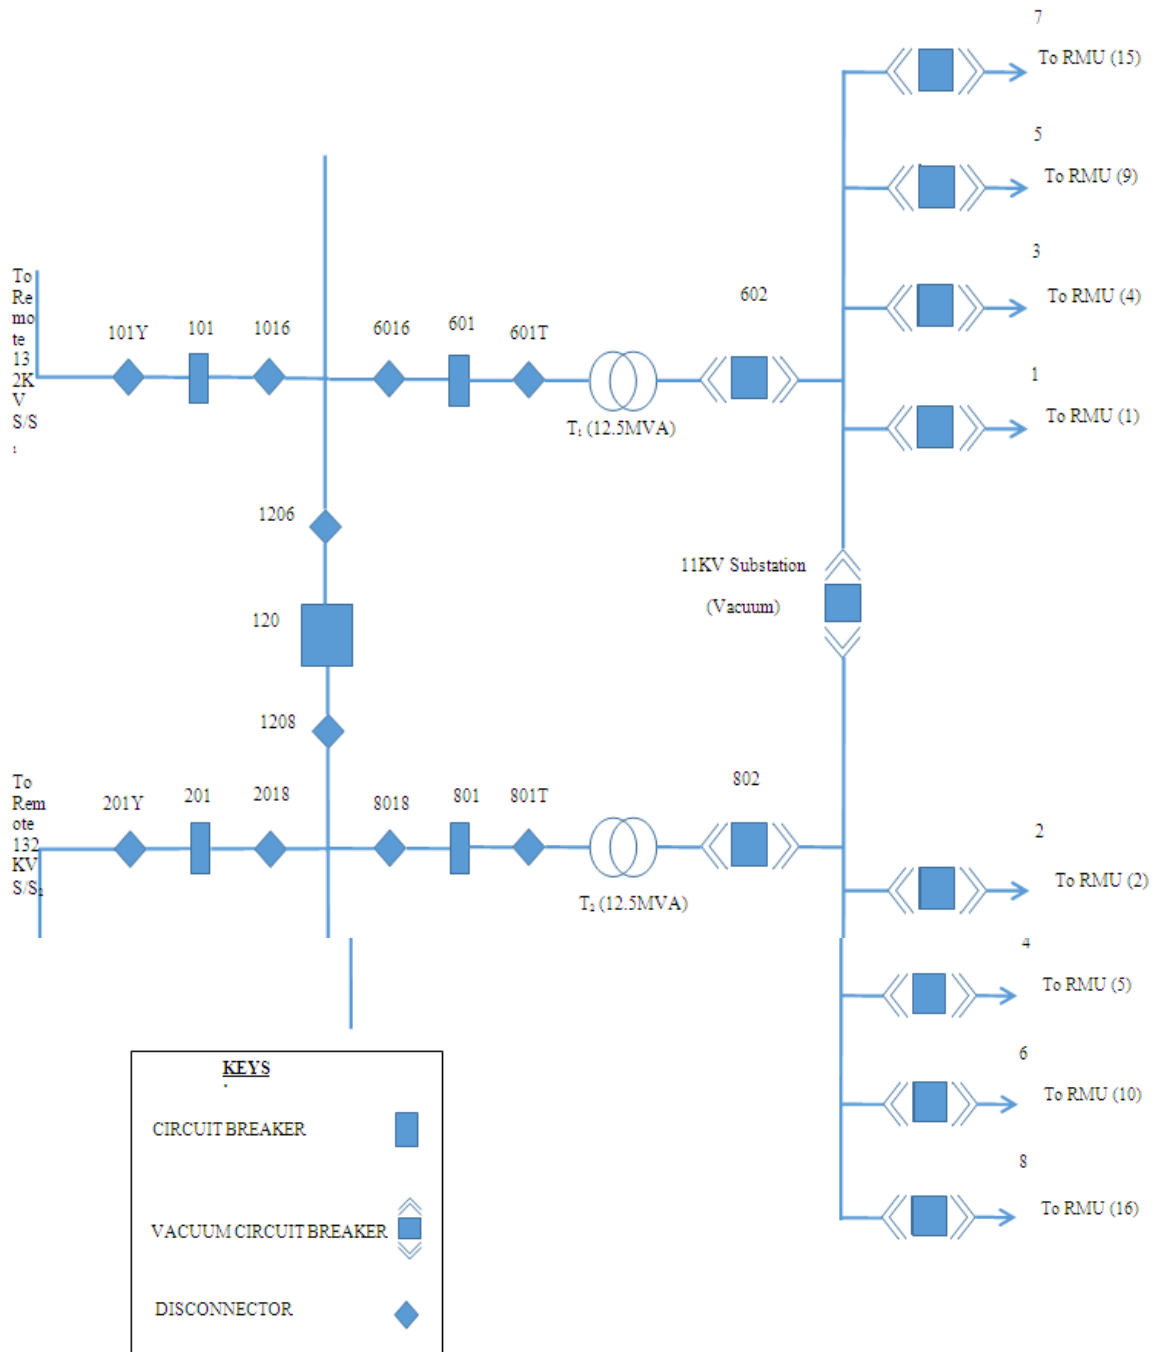 7
To RMU (15)
5
To RMU (9)
3
To RMU (4)
To
Re
mo
te
13
2K
V
S/S
1
101Y
101
1016
6016
601
601T
602
T1 (12.5MVA)
1
To RMU (1)
1206
120
1208
11KV Substation
(Vacuum)
To
Rem
ote
132
KV
S/S2
201Y
201
2018
8018
801
801T
802
T2 (12.5MVA)
2
To RMU (2)
4
To RMU (5)
6
To RMU (10)
8
To RMU (16)
KEYS
CIRCUIT BREAKER
VACUUM CIRCUIT BREAKER
DISCONNECTOR